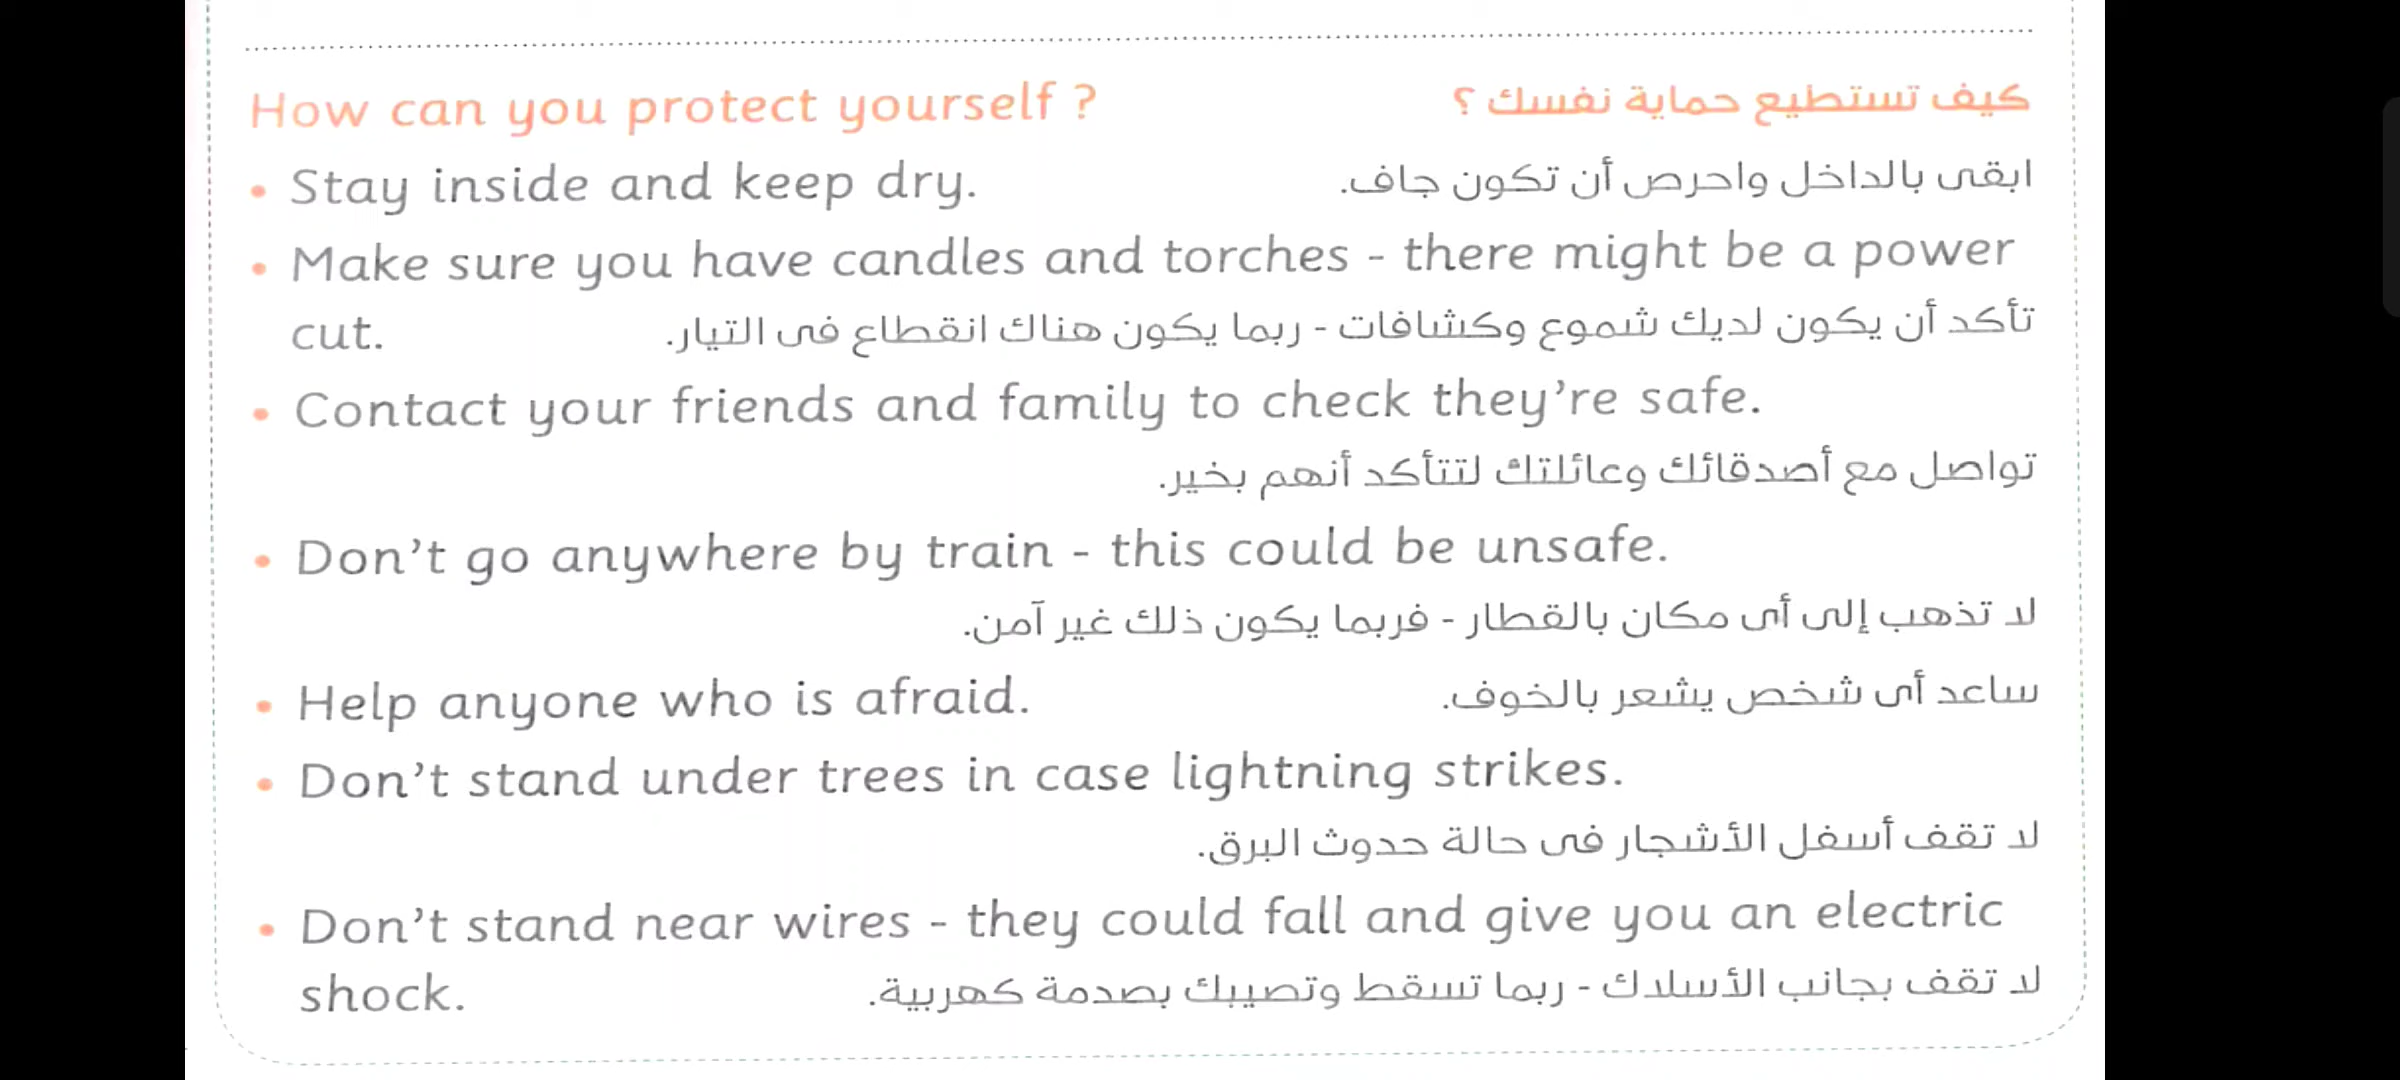 How can you protect yourself ? كيف تستطيع حماية نفسك ؟
• Stay inside and keep dry. ابقى بالداخل واحرص أن تكون جاف.
• Make sure you have candles and torches - there might be a power
cut. تأكد أن يكون لديك شموع وكشافات - ربما يكون هناك انقطاع فى التيار.
• Contact your friends and family to check they're safe.
تواصل مع أصدقائك وعائلتك لتتأكد أنهم بخير.
• Don't go anywhere by train - this could be unsafe.
لا تذهب إلى أى مكان بالقطار - فربما يكون ذلك غير آمن.
• Help anyone who is afraid. ساعد أى شخص يشعر بالخوف.
• Don't stand under trees in case lightning strikes.
لا تقف أسفل الأشجار فى حالة حدوث البرق.
• Don't stand near wires - they could fall and give you an electric
shock. لا تقف بجانب الأسلاك - ربما تسقط وتصيبك بصدمة كهربية.